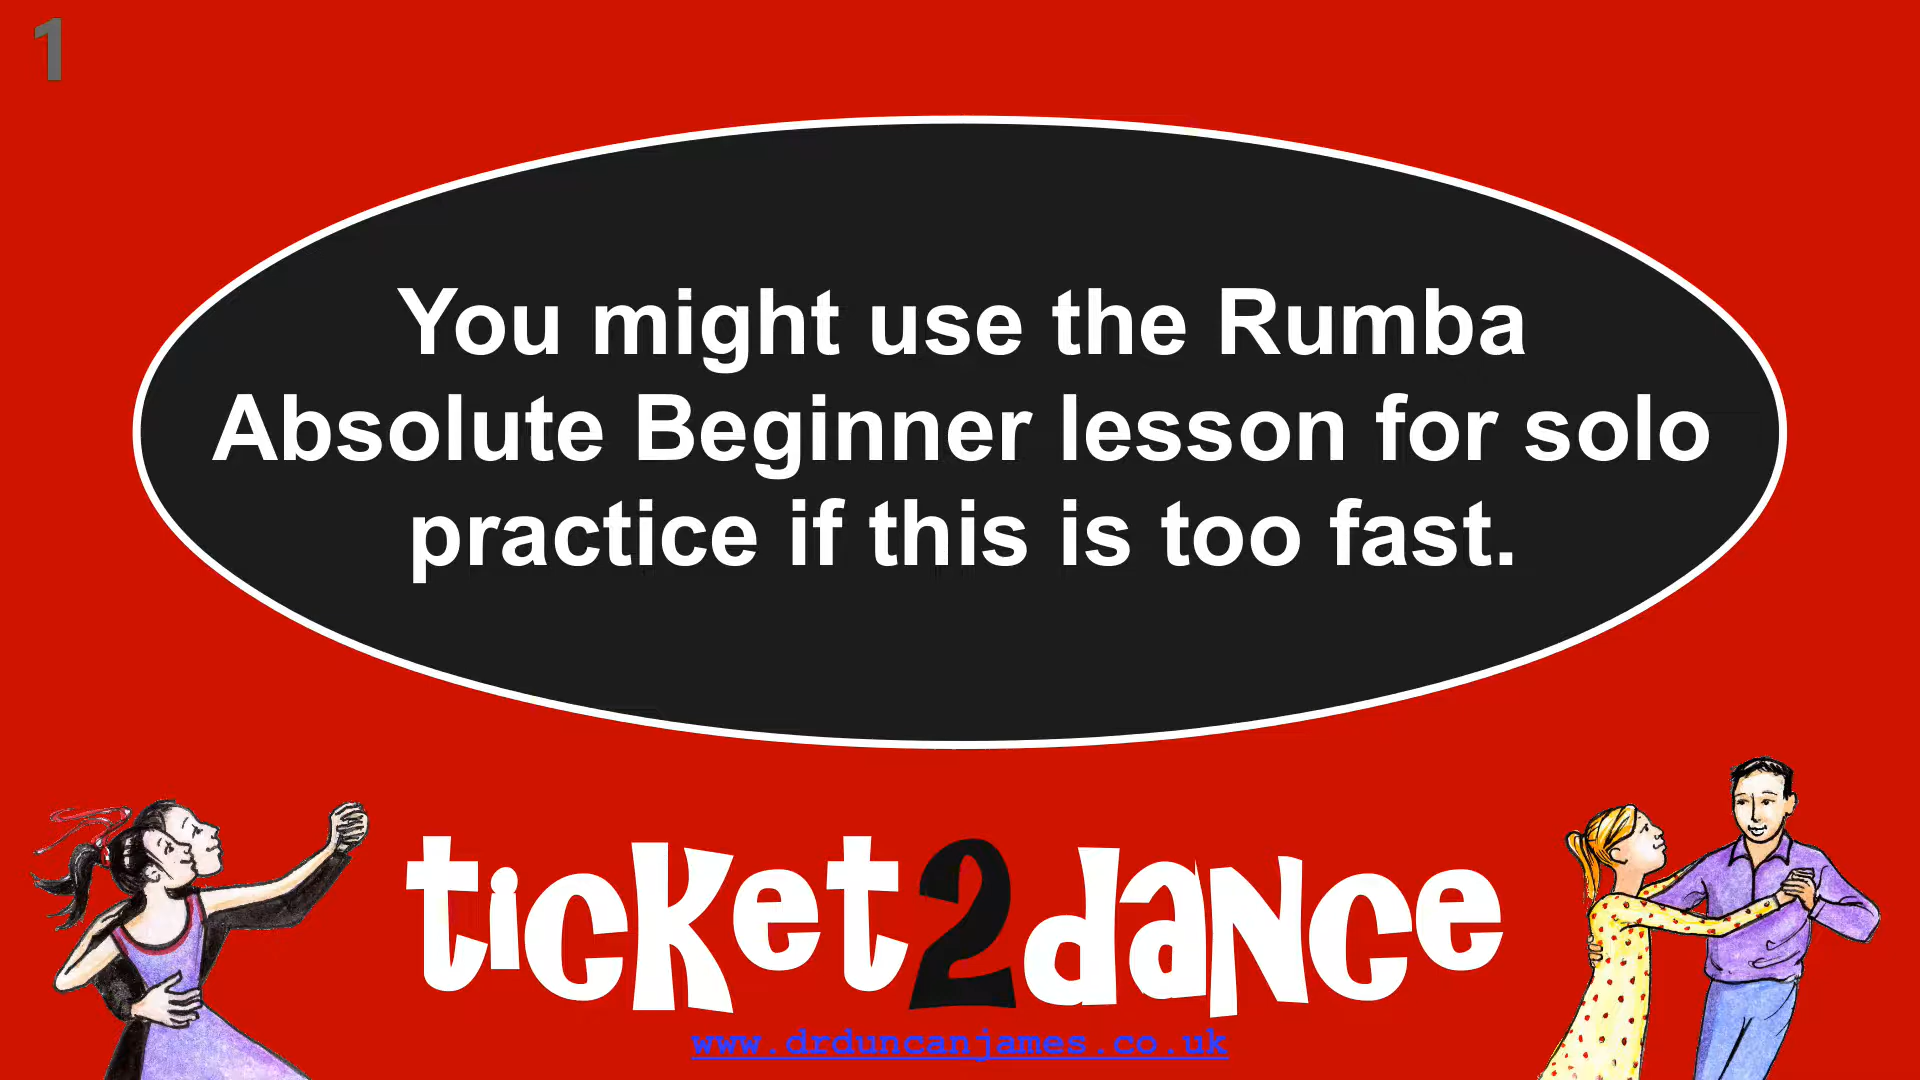 1
You might use the Rumba
Absolute Beginner lesson for solo
practice if this is too fast.
ticket2dance
www.drduncanjames.co.uk